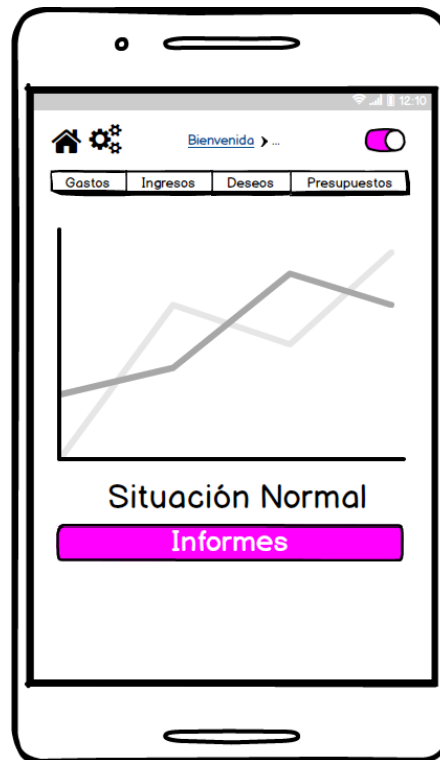 12:10
Bienvenida > ...
Gastos Ingresos Deseos Presupuestos
Situación Normal
Informes